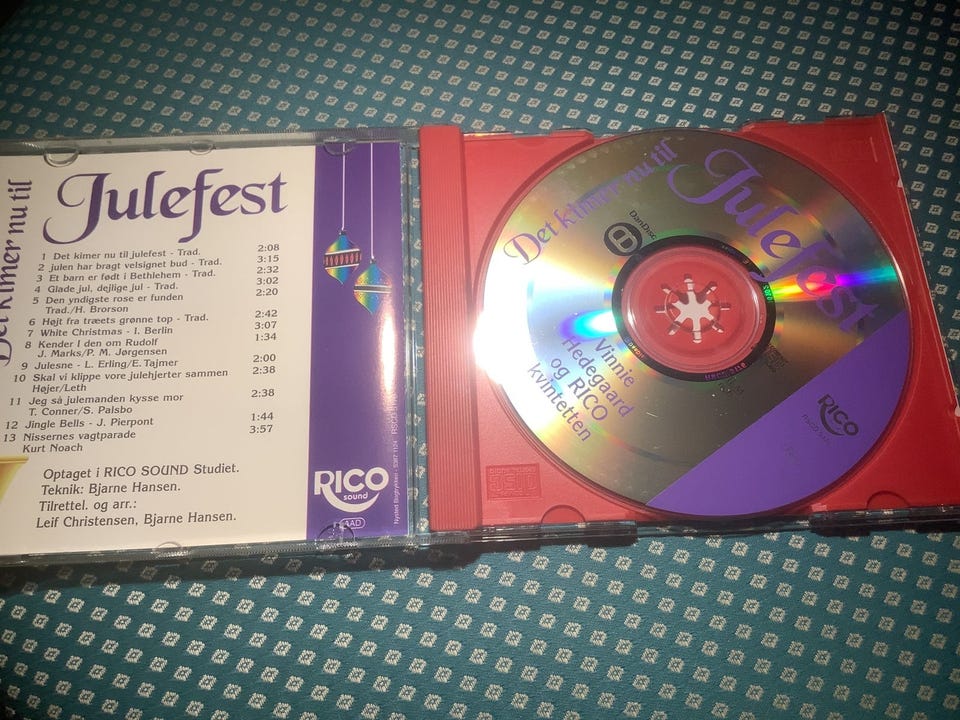 Det kimer nu til
Julefest
1 Det kimer nu til julefest - Trad. 2:08
2 julen har bragt velsignet bud - Trad. 3:15
3 Et barn er født i Bethlehem - Trad. 2:32
4 Glade jul, dejlige jul - Trad. 3:02
5 Den yndigste rose er funden 2:20
Trad./H. Brorson
6 Højt fra træets grønne top - Trad. 2:42
7 White Christmas - I. Berlin 3:07
8 Kender I den om Rudolf 1:34
J. Marks/P. M. Jørgensen
9 Julesne - L. Erling/E. Tajmer 2:00
10 Skal vi klippe vore julehjerter sammen 2:38
Højer/Leth
11 Jeg så julemanden kysse mor 2:38
T. Conner/S. Palsbo
12 Jingle Bells - J. Pierpont 1:44
13 Nissernes vagtparade 3:57
Kurt Noach
Optaget i RICO SOUND Studiet.
Teknik: Bjarne Hansen.
Tilrettel. og arr.:
Leif Christensen, Bjarne Hansen.
RICO
sound
AAD
Nysted Bogtrykkeri
Det kimer nu til
Julefest
DanDisc
Vinnie
Hedegaard
og RICO
kvintetten
RICO